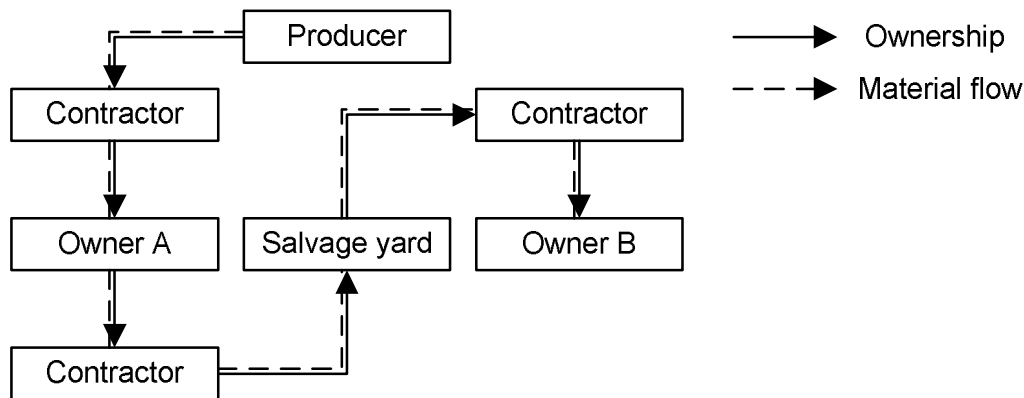 Producer
Ownership
Material flow
Contractor
Contractor
Owner A
Salvage yard
Owner B
Contractor